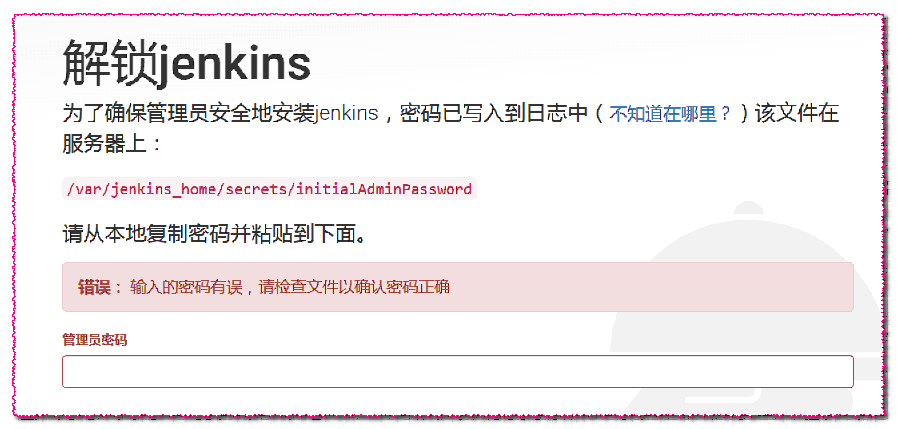 解锁jenkins
为了确保管理员安全地安装jenkins，密码已写入到日志中（不知道在哪里？）该文件在
服务器上：
/var/jenkins_home/secrets/initialAdminPassword
请从本地复制密码并粘贴到下面。
错误： 输入的密码有误，请检查文件以确认密码正确
管理员密码